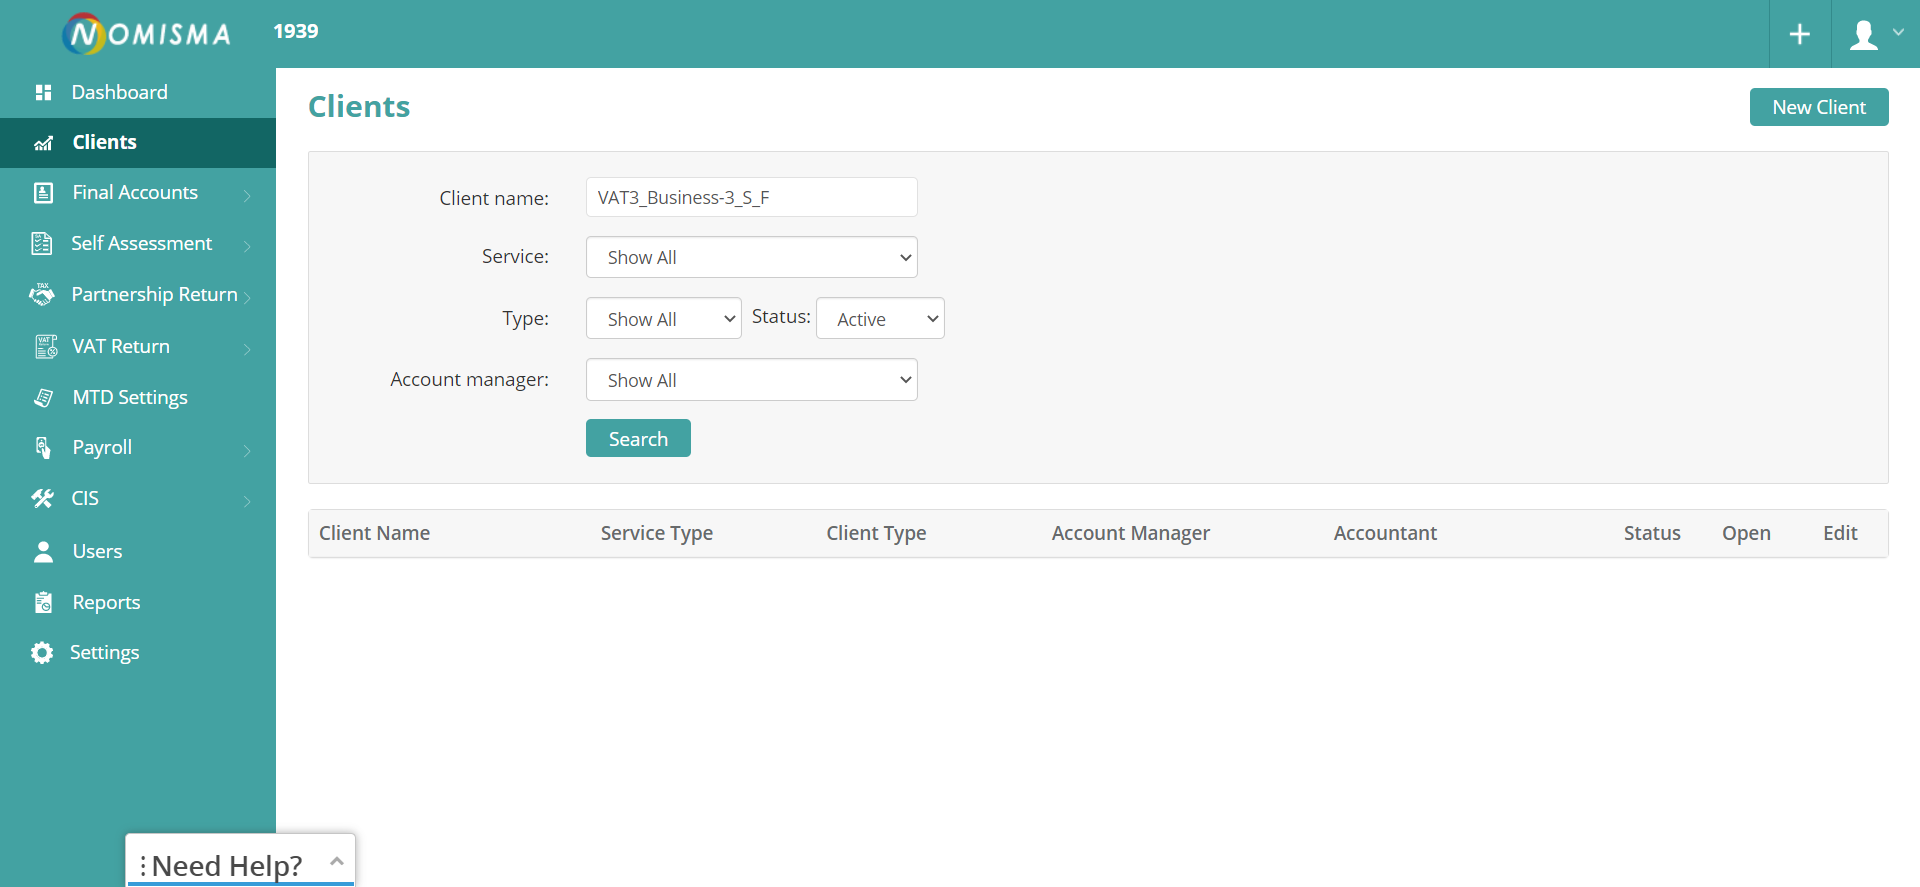 NOMISMA 1939
Dashboard
Clients
Final Accounts
Self Assessment
Partnership Return
VAT Return
MTD Settings
Payroll
CIS
Users
Reports
Settings
Clients
New Client
Client name: VAT3_Business-3_S_F
Service: Show All
Type: Show All Status: Active
Account manager: Show All
Search
Client Name Service Type Client Type Account Manager Accountant Status Open Edit
Need Help?